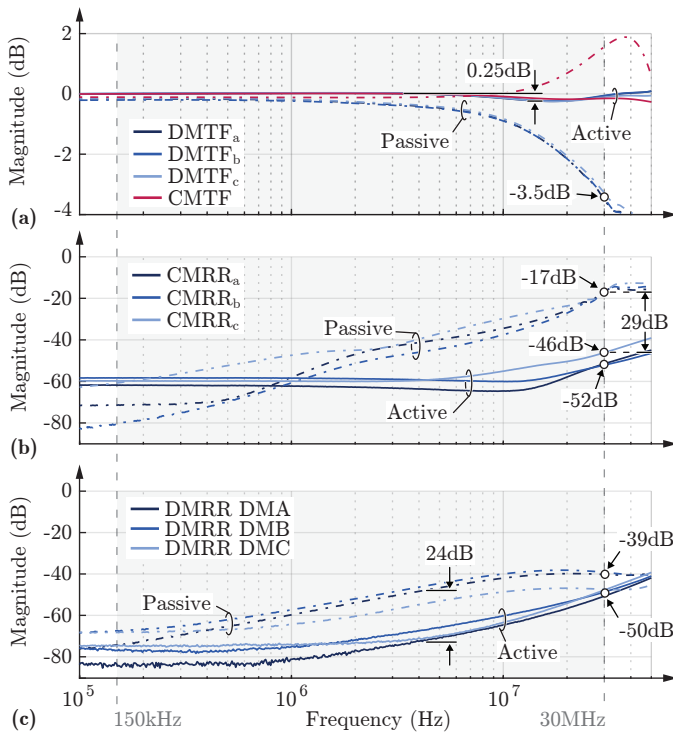 Magnitude (dB)
2
0
-2
-4
0.25dB
Passive
Active
-3.5dB
DMTFa
DMTFb
DMTFc
CMTF
(a)
Magnitude (dB)
0
-20
-40
-60
-80
CMRRa
CMRRb
CMRRc
Passive
Active
-17dB
29dB
-46dB
-52dB
(b)
Magnitude (dB)
0
-20
-40
-60
-80
DMRR DMA
DMRR DMB
DMRR DMC
24dB
-39dB
Passive
Active
-50dB
10^5
10^6
10^7
(c)
150kHz
Frequency (Hz)
30MHz